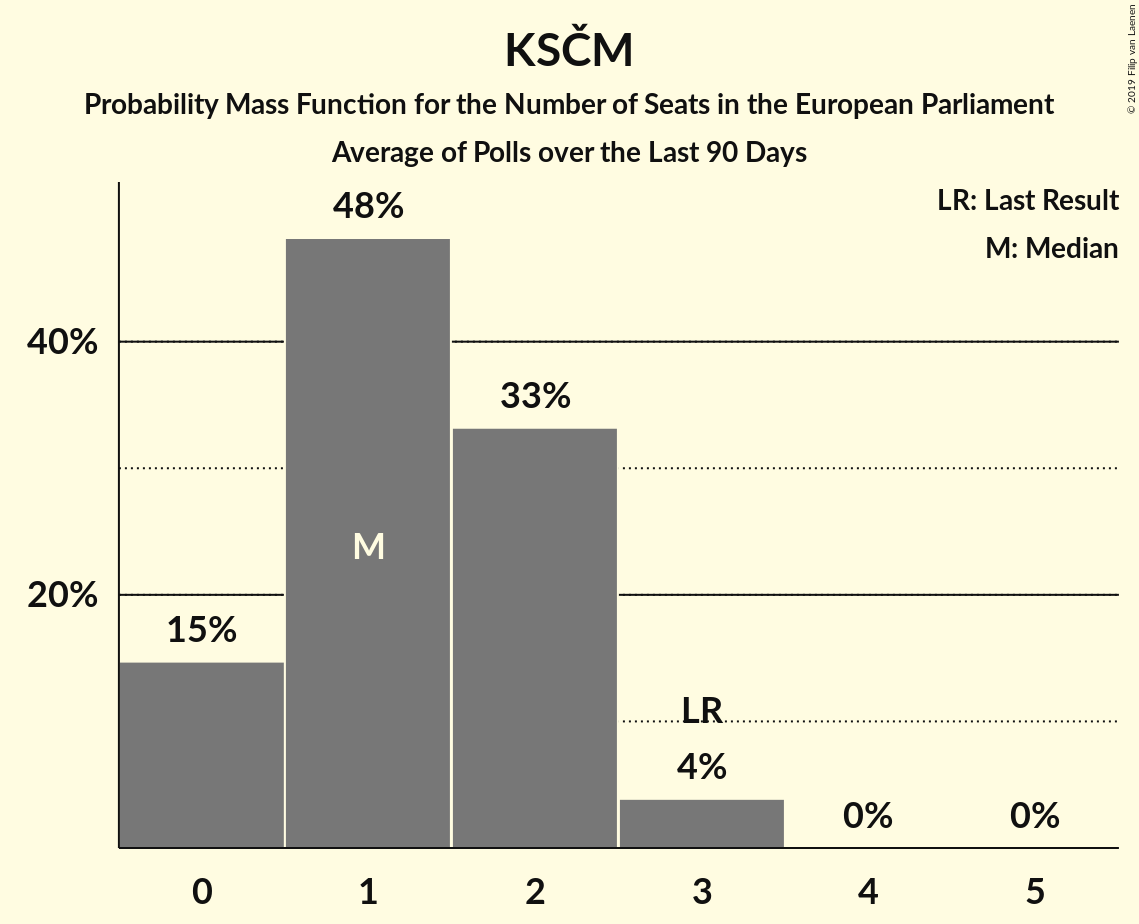 KSČM
Probability Mass Function for the Number of Seats in the European Parliament
Average of Polls over the Last 90 Days
© 2019 Filip van Laenen
LR: Last Result
M: Median
48%
40%
33%
M
20%
15%
LR
4%
0% 0%
0 1 2 3 4 5